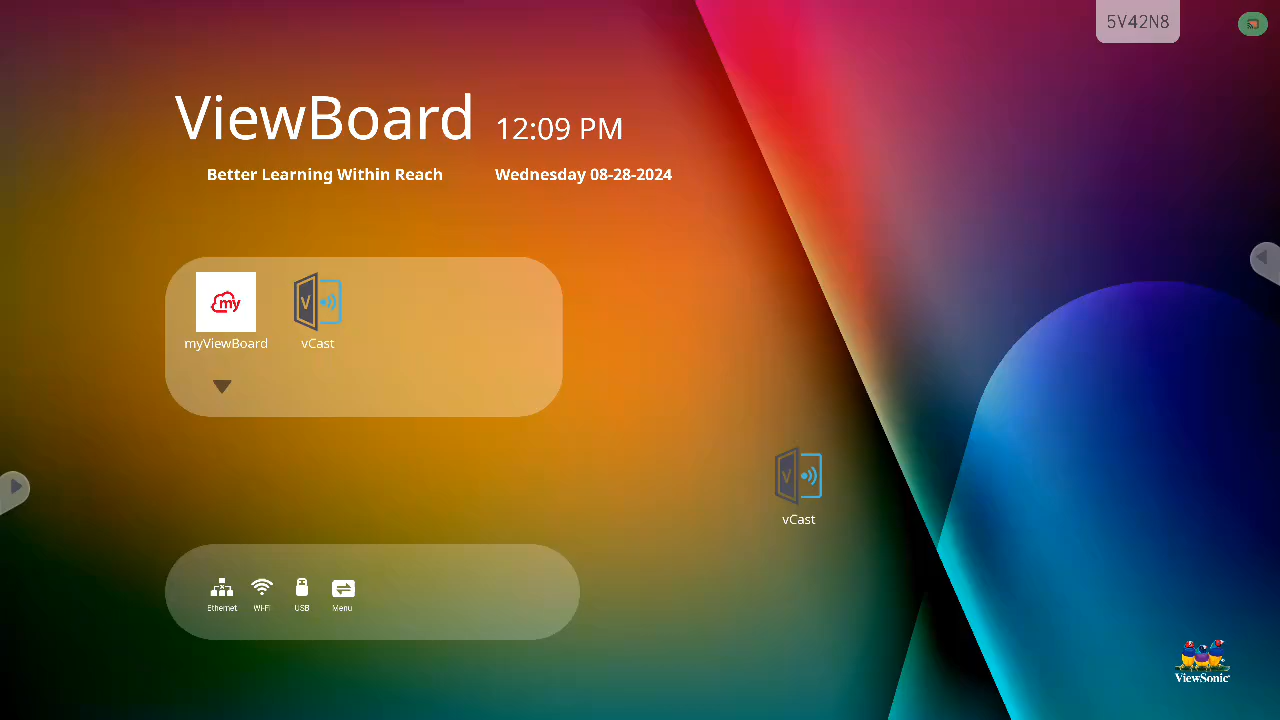 5V42N8
ViewBoard 12:09 PM
Better Learning Within Reach Wednesday 08-28-2024
my
V
myViewBoard vCast
V
vCast
Ethernet Wi-Fi USB Menu
ViewSonic